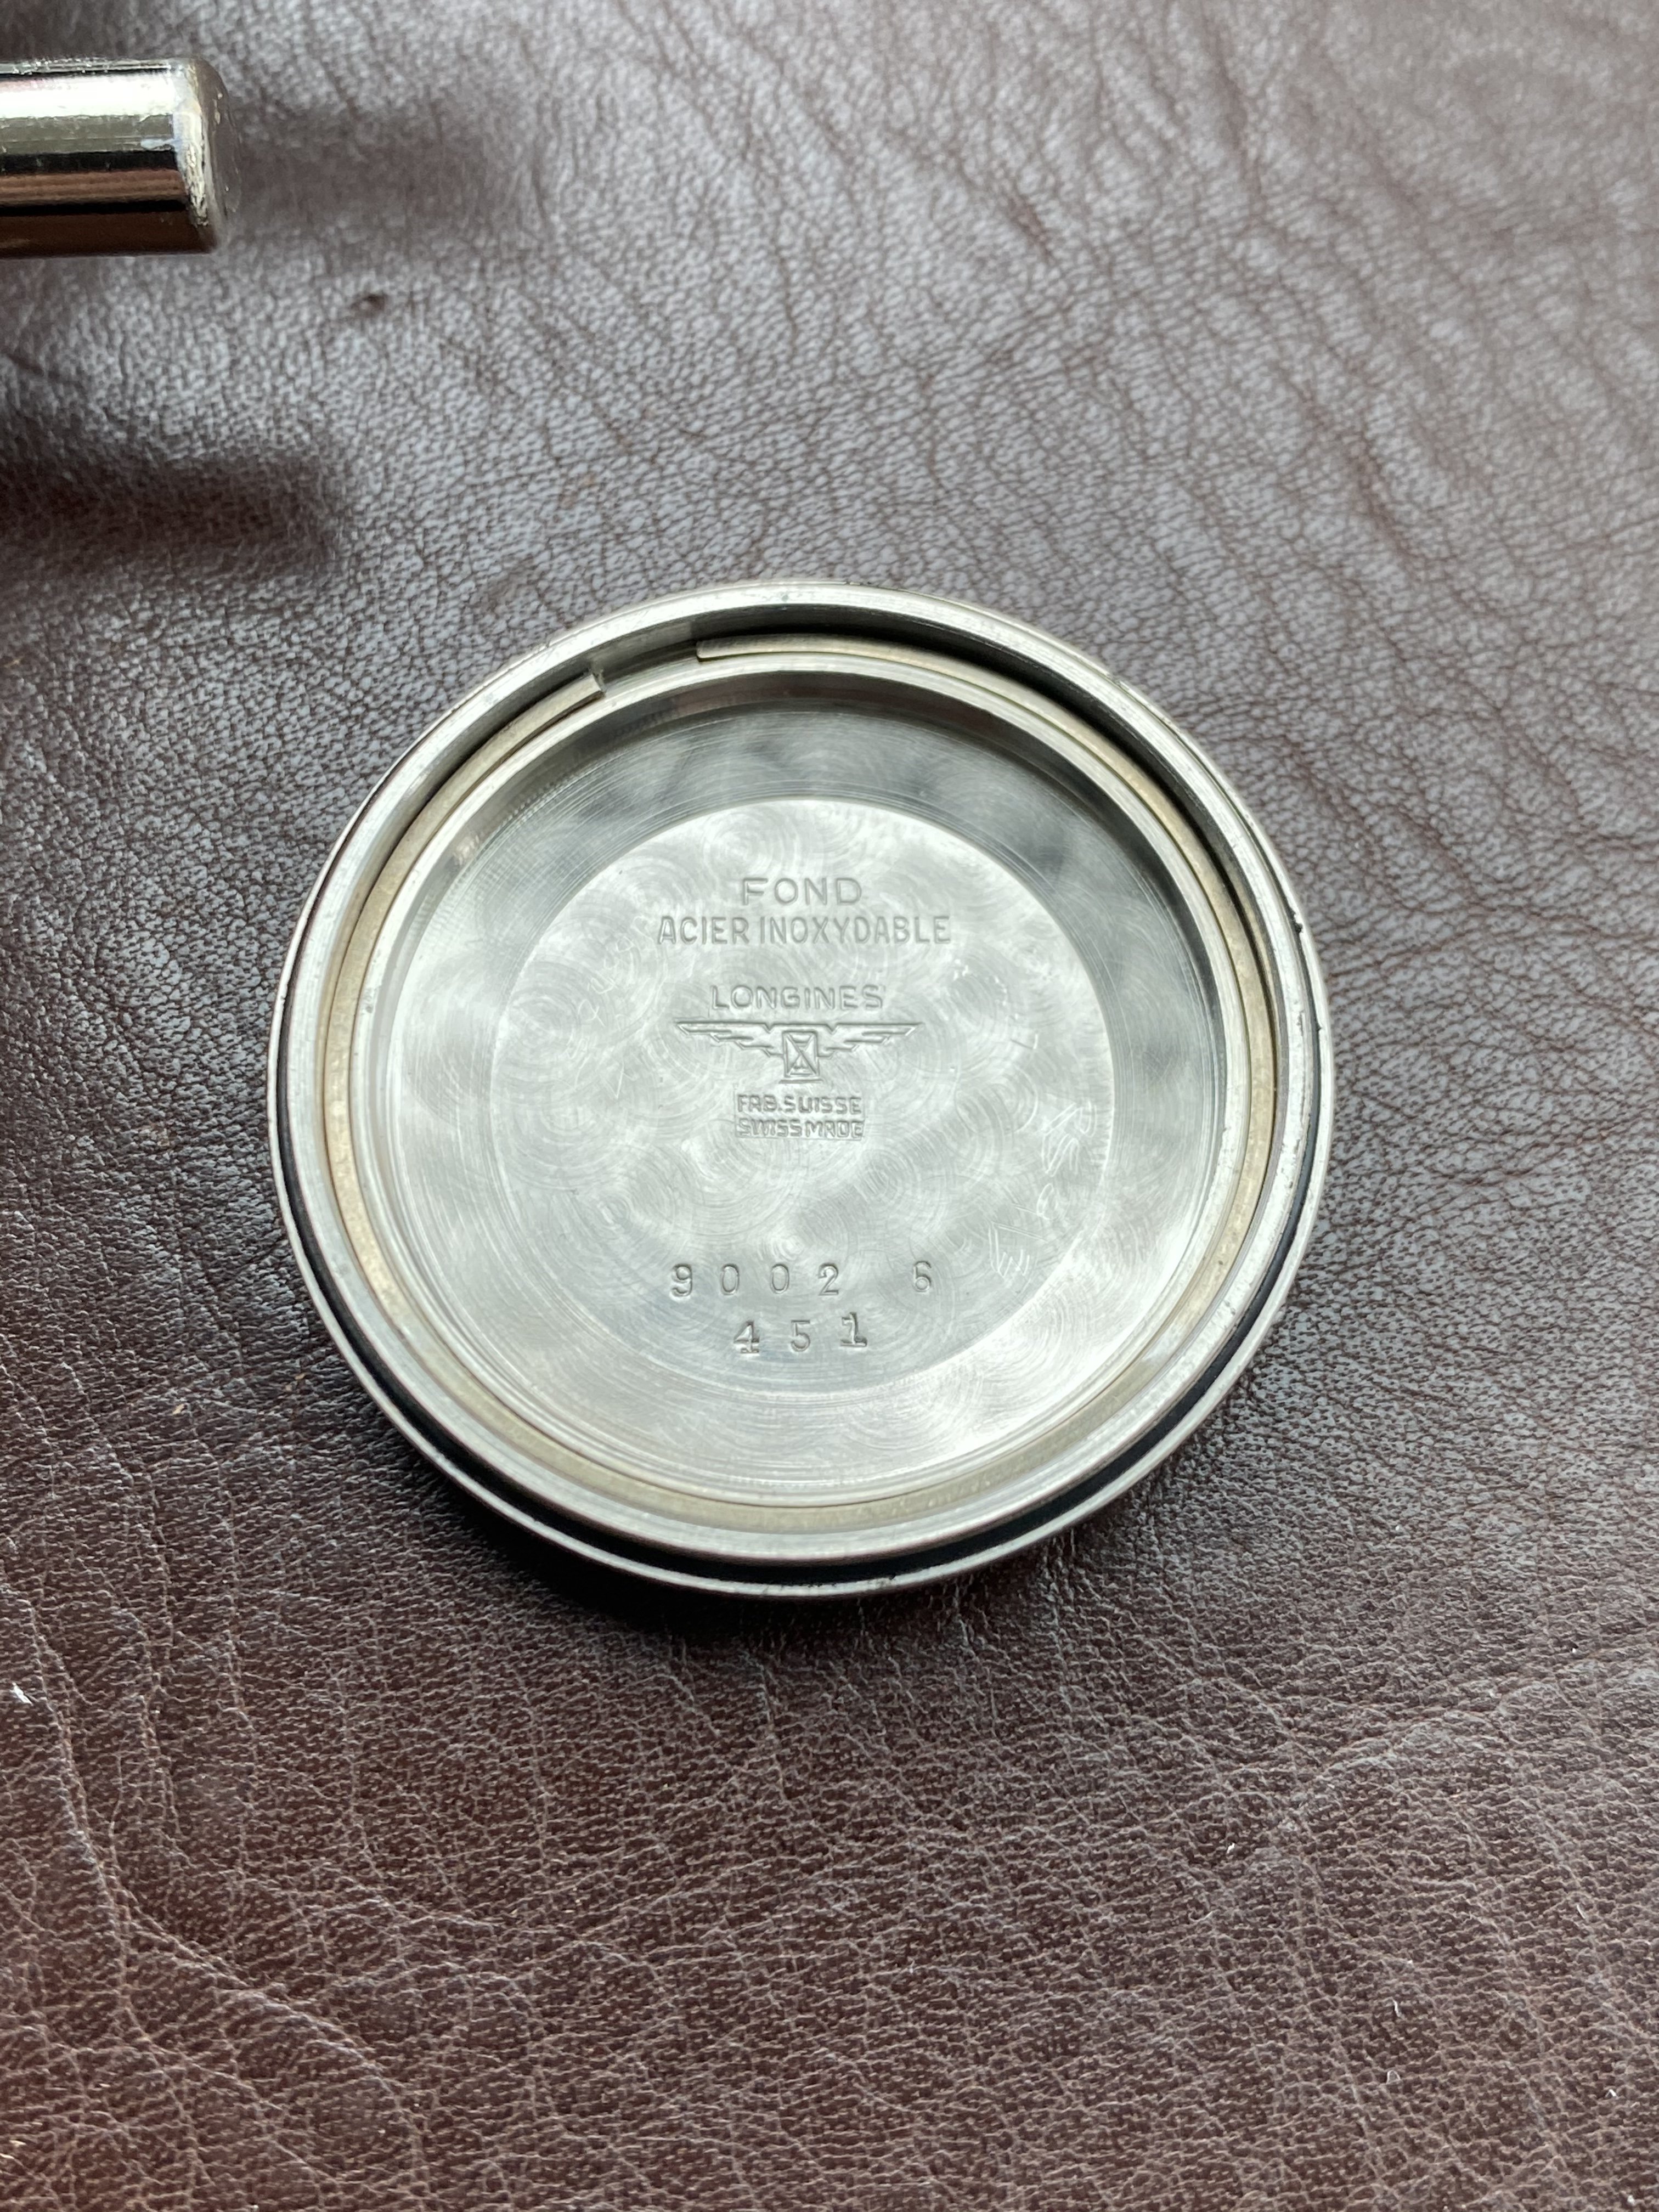 FOND
ACIER INOXYDABLE
LONGINES
FAB.SUISSE
SWISS MADE
9002 6
451